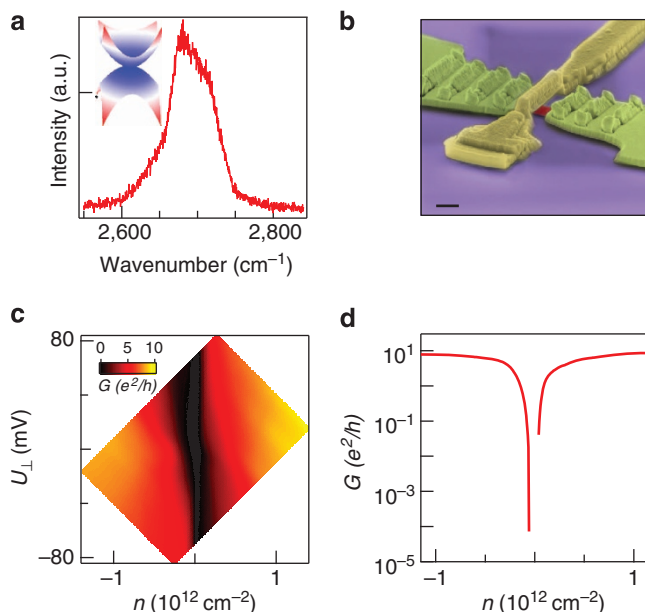 a
Intensity (a.u.)
2,600
2,800
Wavenumber (cm⁻¹)
b
c
80
0 5 10
G (e²/h)
U⊥ (mV)
−80
−1
1
n (10¹² cm⁻²)
d
10¹
10⁻¹
10⁻³
10⁻⁵
G (e²/h)
−1
0
1
n (10¹² cm⁻²)